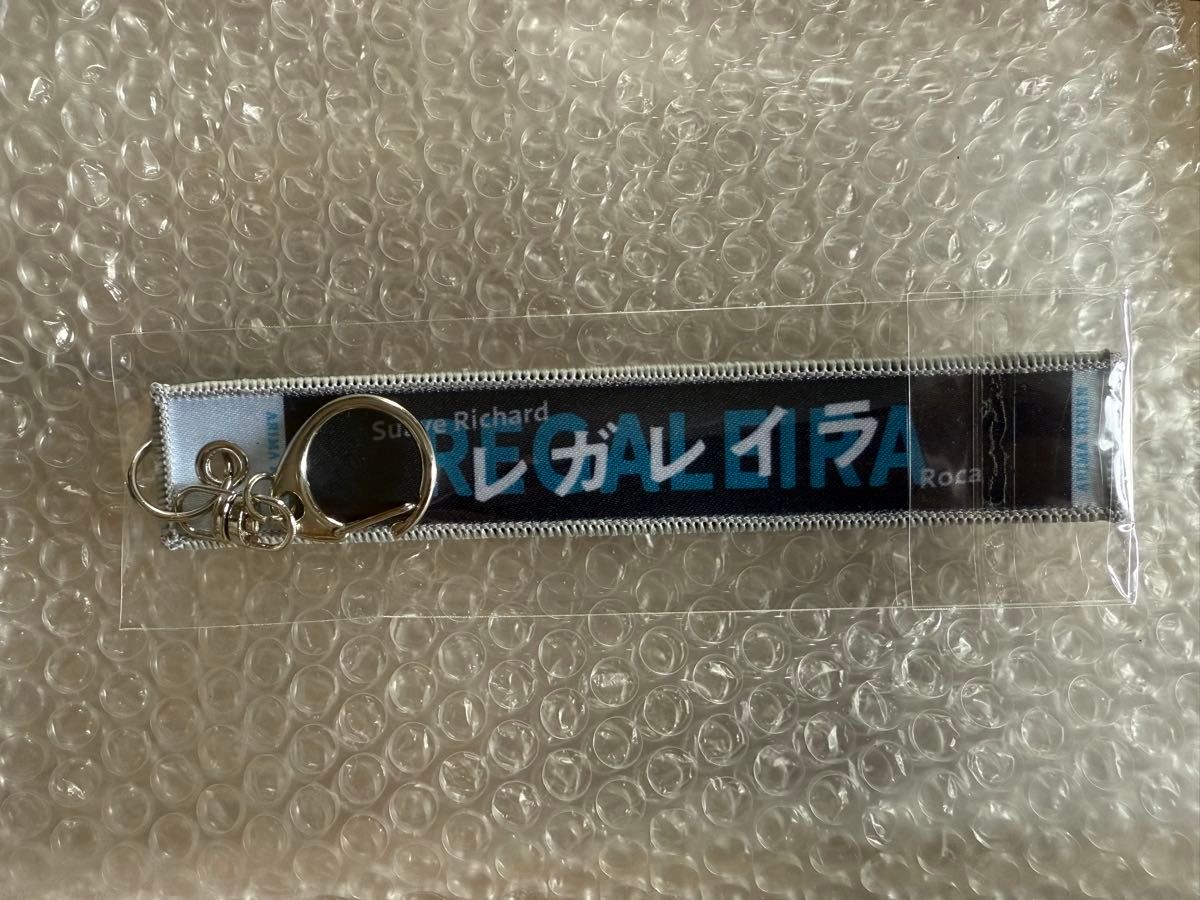 Suave Richard
REGALEIRA
レガレイラ
Roca